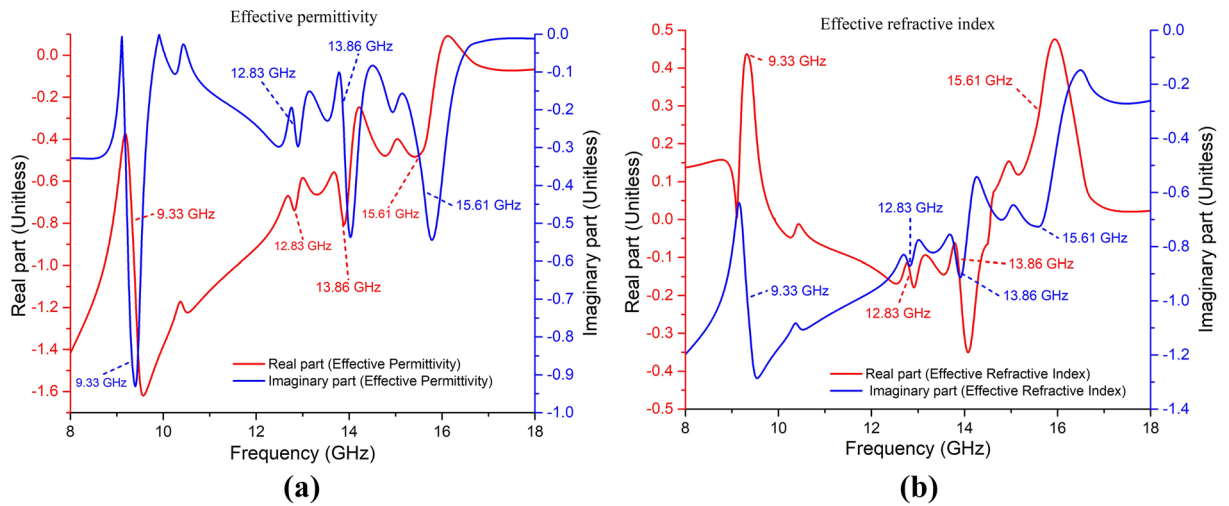 Effective permittivity
0.0
-0.2
-0.4
-0.6
-0.8
-1.0
-1.2
-1.4
-1.6
Real part (Unitless)
13.86 GHz
12.83 GHz
9.33 GHz
15.61 GHz
15.61 GHz
12.83 GHz
13.86 GHz
9.33 GHz
Real part (Effective Permittivity)
Imaginary part (Effective Permittivity)
0.0
-0.1
-0.2
-0.3
-0.4
-0.5
-0.6
-0.7
-0.8
-0.9
-1.0
Imaginary part (Unitless)
8
10
12
14
16
18
Frequency (GHz)
(a)
Effective refractive index
0.5
0.4
0.3
0.2
0.1
0.0
-0.1
-0.2
-0.3
-0.4
-0.5
Real part (Unitless)
9.33 GHz
15.61 GHz
12.83 GHz
15.61 GHz
13.86 GHz
9.33 GHz
13.86 GHz
12.83 GHz
Real part (Effective Refractive Index)
Imaginary part (Effective Refractive Index)
0.0
-0.2
-0.4
-0.6
-0.8
-1.0
-1.2
-1.4
Imaginary part (Unitless)
8
10
12
14
16
18
Frequency (GHz)
(b)